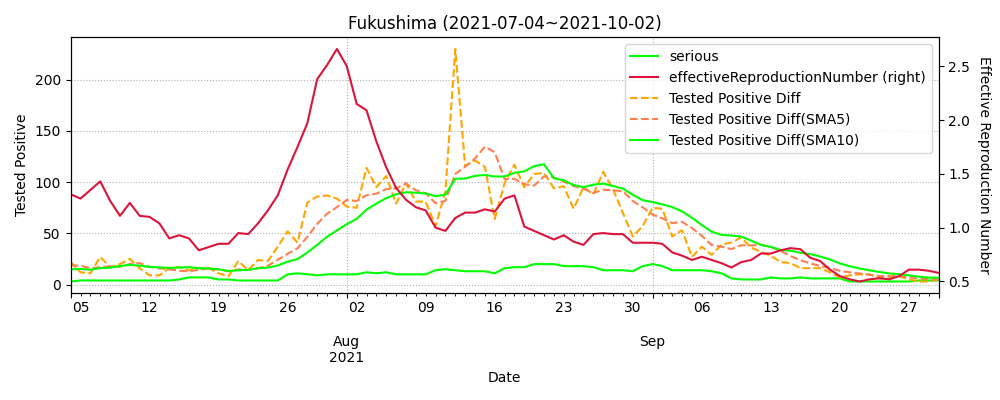 Fukushima (2021-07-04~2021-10-02)
serious
effectiveReproductionNumber (right)
Tested Positive Diff
Tested Positive Diff(SMA5)
Tested Positive Diff(SMA10)
Tested Positive
200
150
100
50
0
Effective Reproduction Number
2.5
2.0
1.5
1.0
0.5
05 12 19 26 02 09 16 23 30 06 13 20 27
Aug Sep
2021
Date